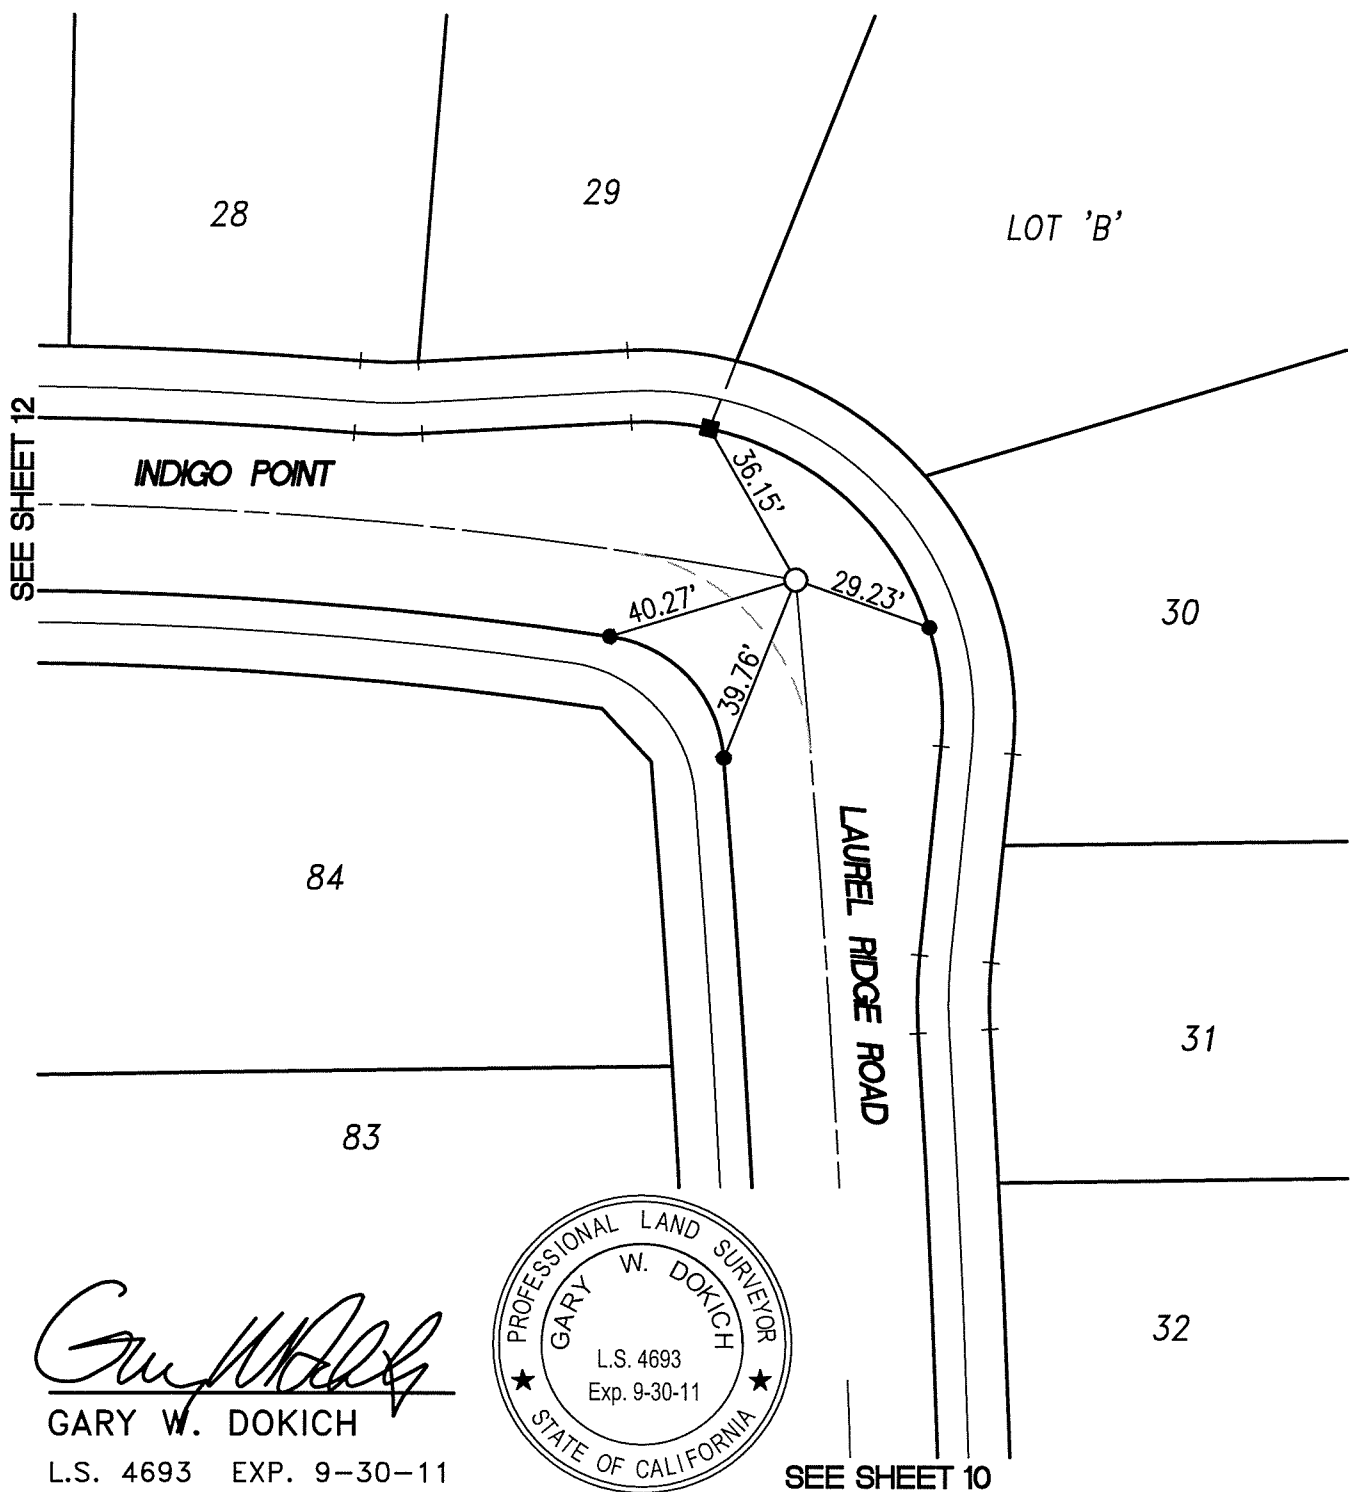 28
29
LOT 'B'
SEE SHEET 12
INDIGO POINT
36.15'
40.27'
29.23'
39.76'
30
84
LAUREL RIDGE ROAD
31
83
32
PROFESSIONAL LAND SURVEYOR
GARY W. DOKICH
L.S. 4693
Exp. 9-30-11
★ STATE OF CALIFORNIA ★
GARY W. DOKICH
L.S. 4693 EXP. 9-30-11
SEE SHEET 10